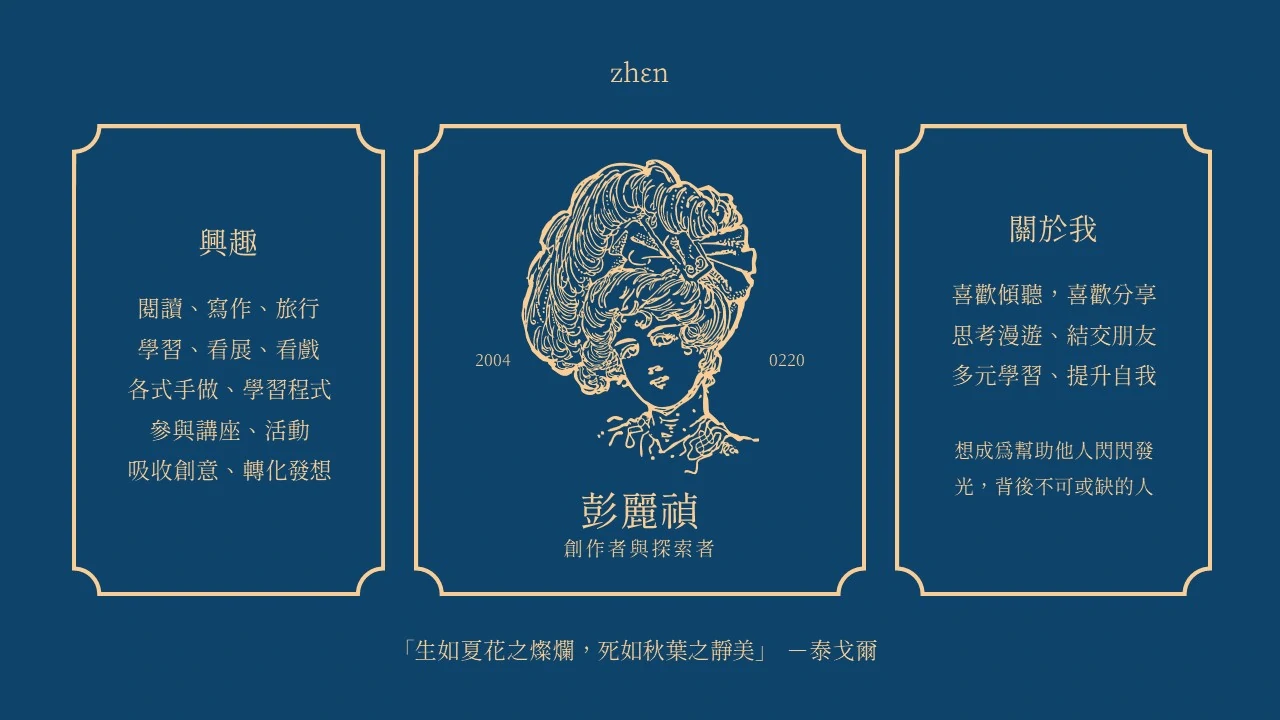 zhɛn
興趣
閱讀、寫作、旅行
學習、看展、看戲
各式手做、學習程式
參與講座、活動
吸收創意、轉化發想
2004
0220
彭麗禎
創作者與探索者
關於我
喜歡傾聽，喜歡分享
思考漫遊、結交朋友
多元學習、提升自我
想成爲幫助他人閃閃發
光，背後不可或缺的人
「生如夏花之燦爛，死如秋葉之靜美」 －泰戈爾